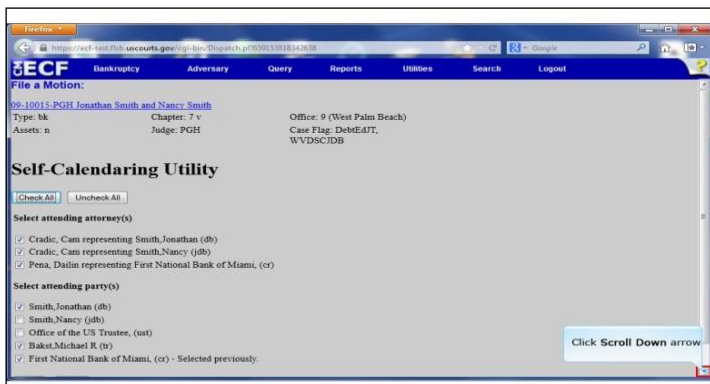 Firefox
https://ecf-test.flsb.uscourts.gov/cgi-bin/Dispatch.pl?659153818342638
Google
ECF Bankruptcy Adversary Query Reports Utilities Search Logout ?
File a Motion:
09-10015-PGH Jonathan Smith and Nancy Smith
Type: bk Chapter: 7 v Office: 9 (West Palm Beach)
Assets: n Judge: PGH Case Flag: DebtEdJT,
WVDSCJDB
Self-Calendaring Utility
Check All Uncheck All
Select attending attorney(s)
Cradic, Cam representing Smith,Jonathan (db)
Cradic, Cam representing Smith,Nancy (jdb)
Pena, Dailin representing First National Bank of Miami, (cr)
Select attending party(s)
Smith,Jonathan (db)
Smith,Nancy (jdb)
Office of the US Trustee, (ust)
Bakst,Michael R (tr)
First National Bank of Miami, (cr) - Selected previously.
Click Scroll Down arrow